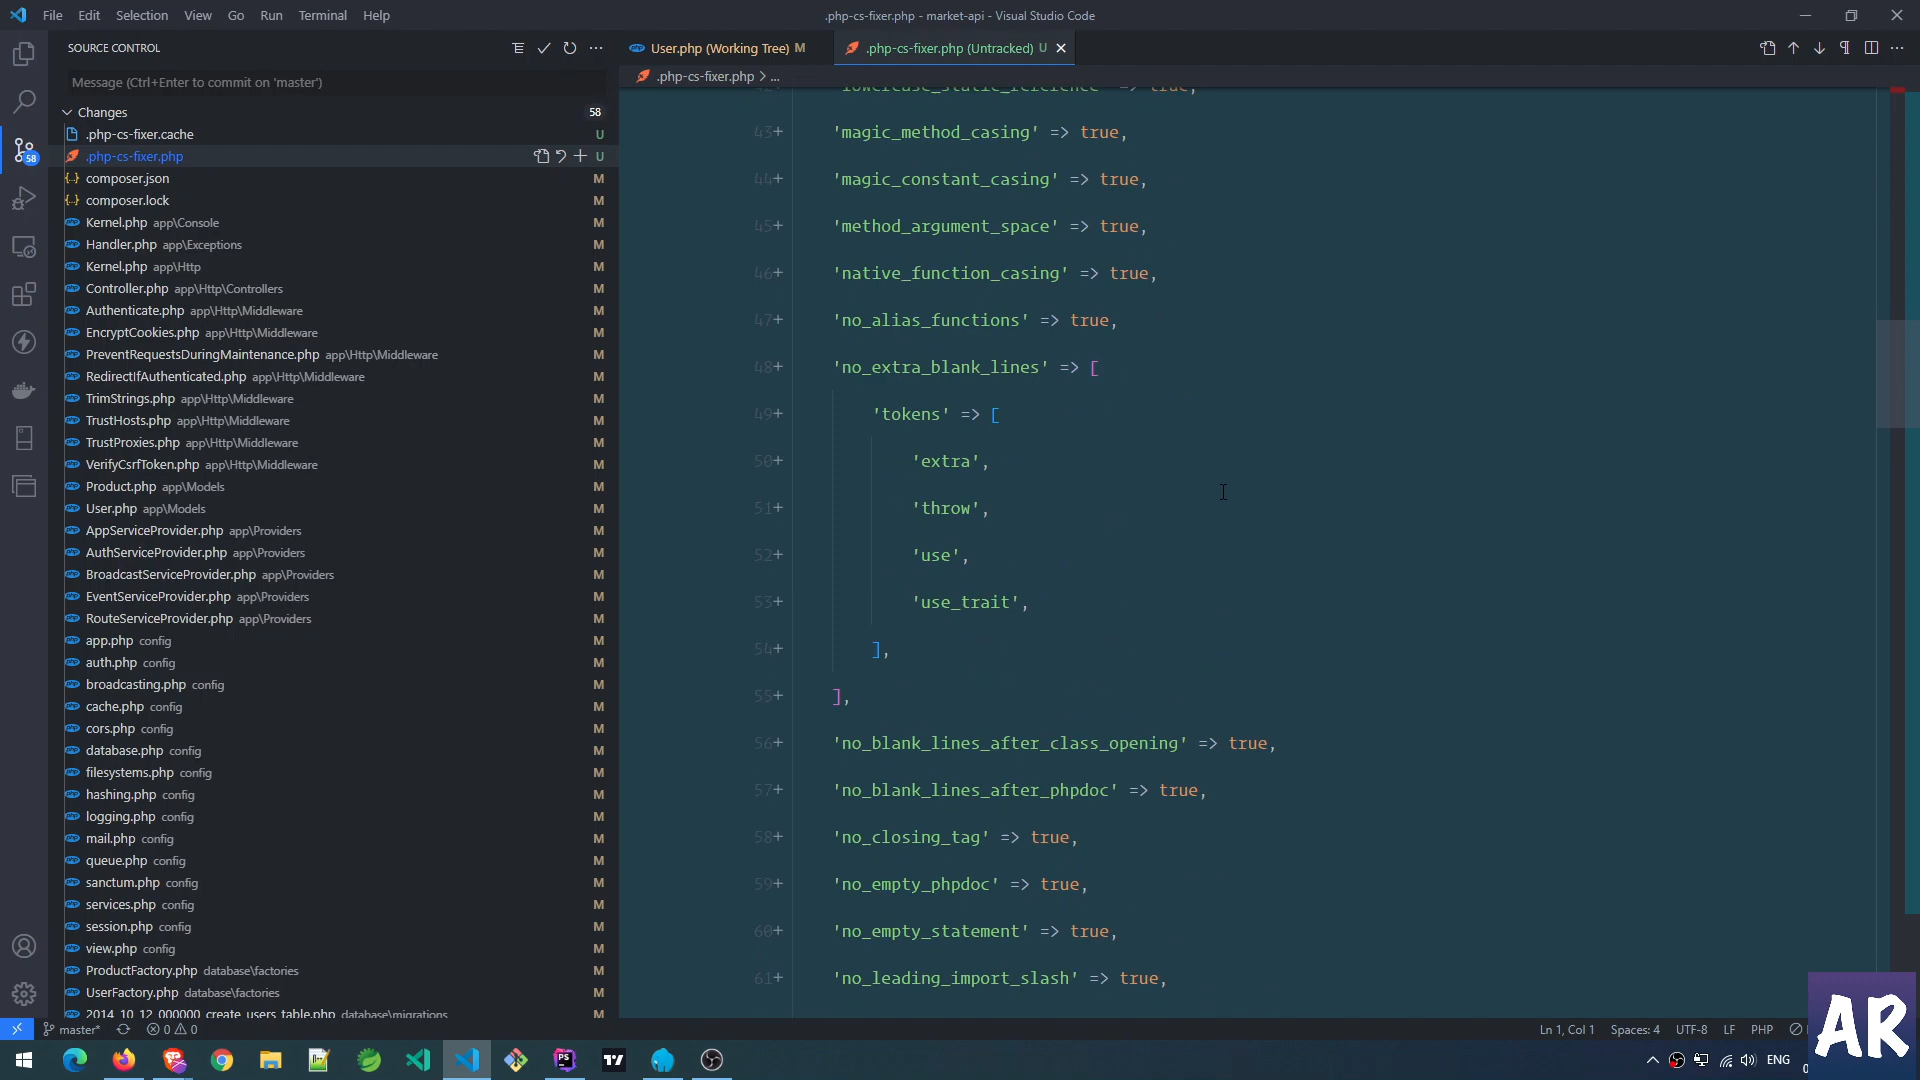 File Edit Selection View Go Run Terminal Help
.php-cs-fixer.php - market-api - Visual Studio Code
SOURCE CONTROL
User.php (Working Tree) M
.php-cs-fixer.php (Untracked) U
.php-cs-fixer.php > ...
Message (Ctrl+Enter to commit on 'master')
Changes 58
58
.php-cs-fixer.cache U
.php-cs-fixer.php U
composer.json M
composer.lock M
Kernel.php app\Console M
Handler.php app\Exceptions M
Kernel.php app\Http M
Controller.php app\Http\Controllers M
Authenticate.php app\Http\Middleware M
EncryptCookies.php app\Http\Middleware M
PreventRequestsDuringMaintenance.php app\Http\Middleware M
RedirectIfAuthenticated.php app\Http\Middleware M
TrimStrings.php app\Http\Middleware M
TrustHosts.php app\Http\Middleware M
TrustProxies.php app\Http\Middleware M
VerifyCsrfToken.php app\Http\Middleware M
Product.php app\Models M
User.php app\Models M
AppServiceProvider.php app\Providers M
AuthServiceProvider.php app\Providers M
BroadcastServiceProvider.php app\Providers M
EventServiceProvider.php app\Providers M
RouteServiceProvider.php app\Providers M
app.php config M
auth.php config M
broadcasting.php config M
cache.php config M
cors.php config M
database.php config M
filesystems.php config M
hashing.php config M
logging.php config M
mail.php config M
queue.php config M
sanctum.php config M
services.php config M
session.php config M
view.php config M
ProductFactory.php database\factories M
UserFactory.php database\factories M
2014_10_12_000000_create_users_table.php database\migrations M
42+ 'lowercase_static_reference' => true,
43+ 'magic_method_casing' => true,
44+ 'magic_constant_casing' => true,
45+ 'method_argument_space' => true,
46+ 'native_function_casing' => true,
47+ 'no_alias_functions' => true,
48+ 'no_extra_blank_lines' => [
49+ 'tokens' => [
50+ 'extra',
51+ 'throw',
52+ 'use',
53+ 'use_trait',
54+ ],
55+ ],
56+ 'no_blank_lines_after_class_opening' => true,
57+ 'no_blank_lines_after_phpdoc' => true,
58+ 'no_closing_tag' => true,
59+ 'no_empty_phpdoc' => true,
60+ 'no_empty_statement' => true,
61+ 'no_leading_import_slash' => true,
master* 0 0
Ln 1, Col 1 Spaces: 4 UTF-8 LF PHP
PS
ENG
AR